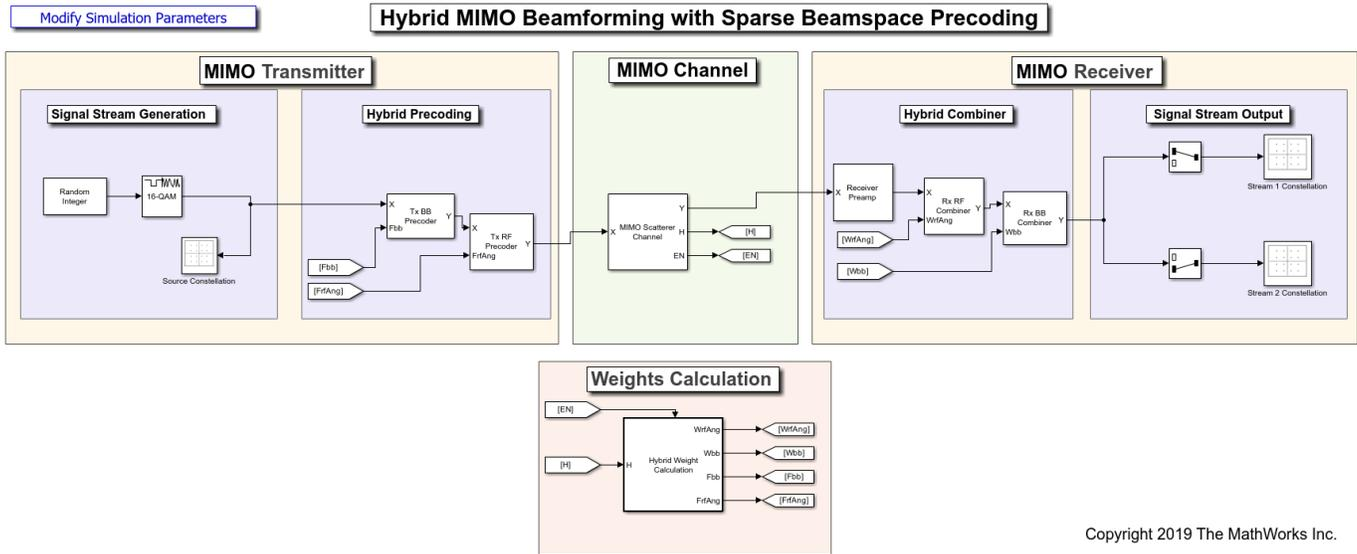 Modify Simulation Parameters
Hybrid MIMO Beamforming with Sparse Beamspace Precoding
MIMO Transmitter
Signal Stream Generation
Random
Integer
16-QAM
Source Constellation
Hybrid Precoding
X
Fbb
Tx BB
Precoder
Y
[Fbb]
[FrfAng]
X
FrfAng
Tx RF
Precoder
Y
MIMO Channel
X
MIMO Scatterer
Channel
Y
H
EN
[H]
[EN]
MIMO Receiver
Hybrid Combiner
X
Receiver
Preamp
[WrfAng]
[Wbb]
X
WrfAng
Rx RF
Combiner
Y
X
Wbb
Rx BB
Combiner
Y
Signal Stream Output
Stream 1 Constellation
Stream 2 Constellation
Weights Calculation
[EN]
[H]
H
Hybrid Weight
Calculation
WrfAng
Wbb
Fbb
FrfAng
[WrfAng]
[Wbb]
[Fbb]
[FrfAng]
Copyright 2019 The MathWorks Inc.